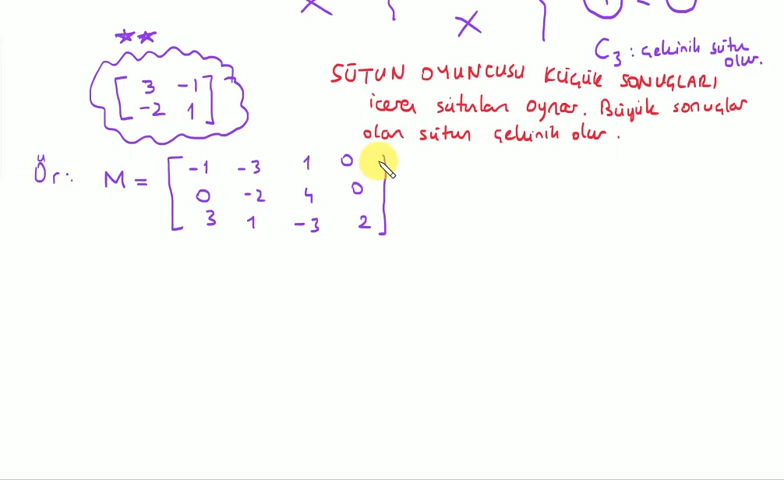 C3: çekinik sütu
olur.
SÜTUN OYUNCUSU KÜÇÜK SONUÇLARI
içeren sütunları oynar. Büyük sonuçlar
olan sütun çekinik olur.
3 -1
-2 1
Ör: M = -1 -3 1 0
0 -2 4 0
3 1 -3 2